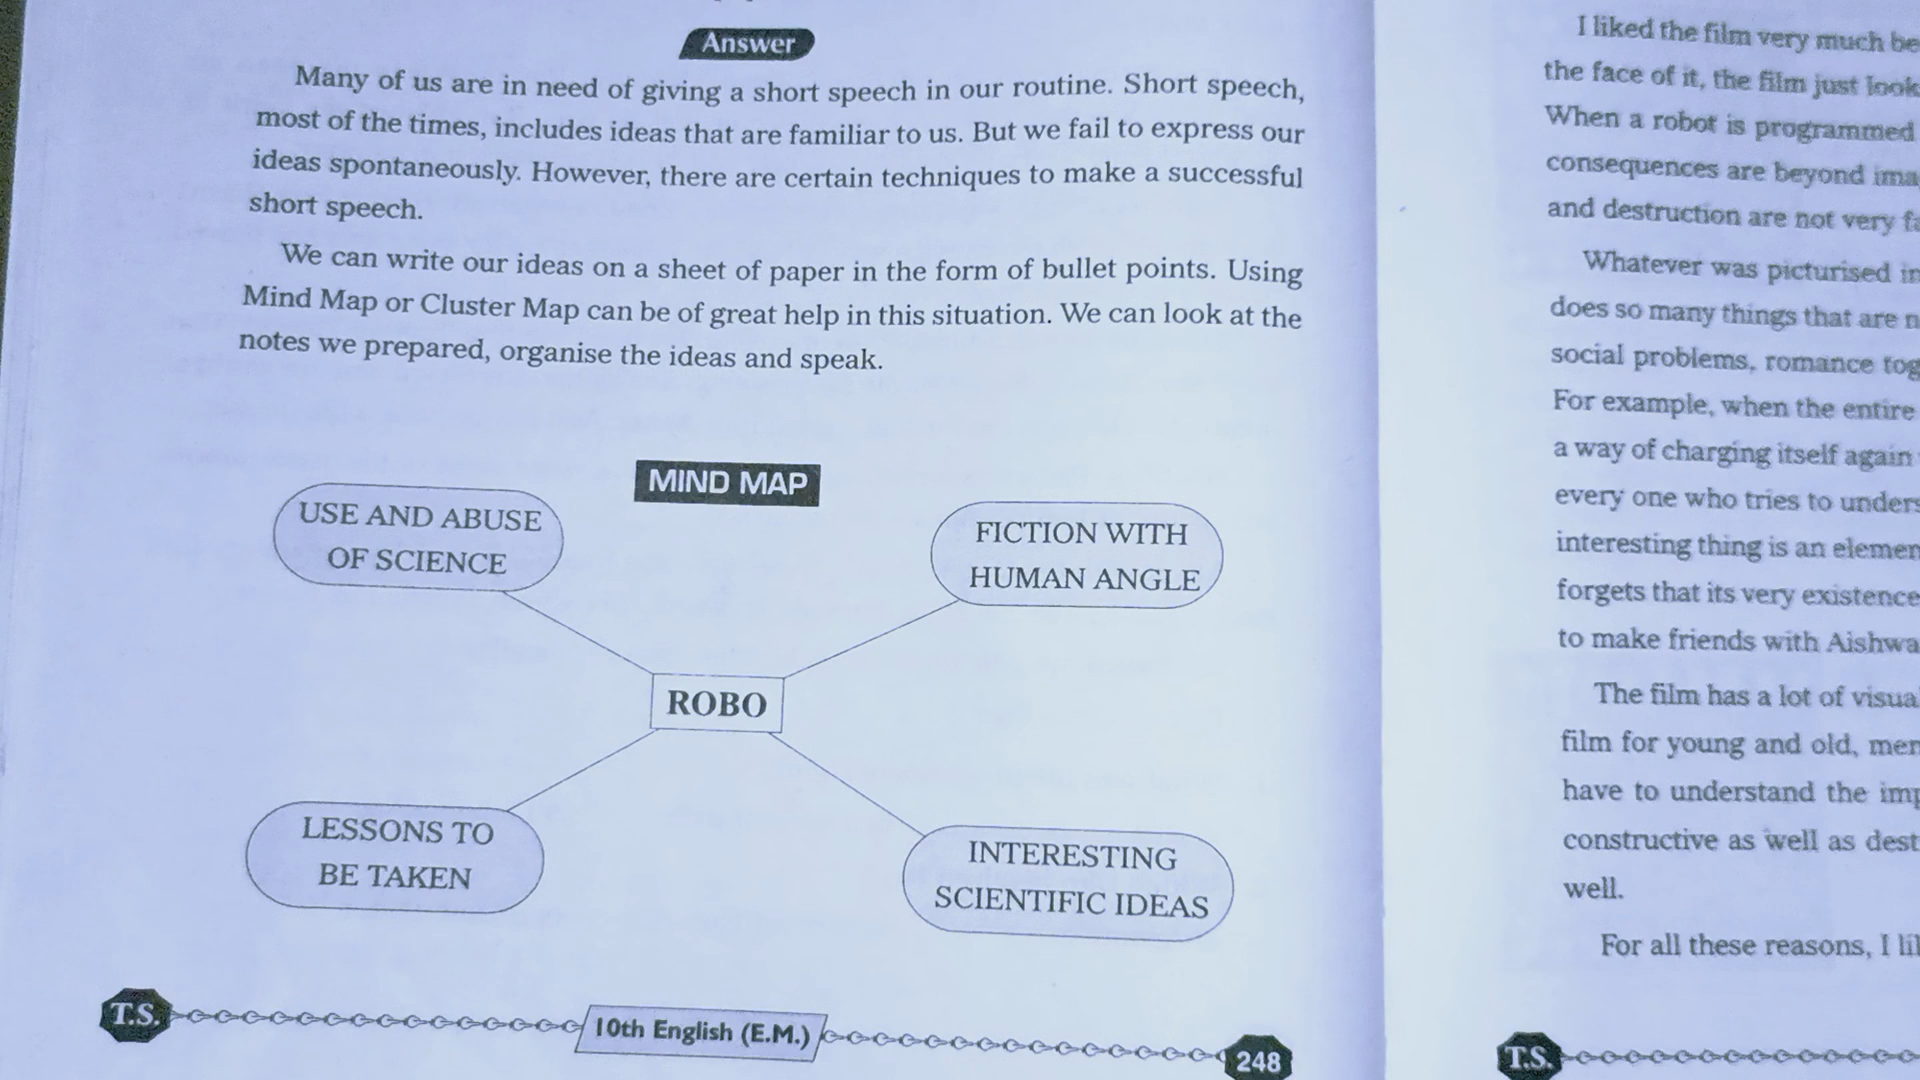 Answer
Many of us are in need of giving a short speech in our routine. Short speech,
most of the times, includes ideas that are familiar to us. But we fail to express our
ideas spontaneously. However, there are certain techniques to make a successful
short speech.
We can write our ideas on a sheet of paper in the form of bullet points. Using
Mind Map or Cluster Map can be of great help in this situation. We can look at the
notes we prepared, organise the ideas and speak.
MIND MAP
USE AND ABUSE
OF SCIENCE
FICTION WITH
HUMAN ANGLE
ROBO
LESSONS TO
BE TAKEN
INTERESTING
SCIENTIFIC IDEAS
T.S.
10th English (E.M.)
248
I liked the film very much
the face of it, the film just
When a robot is programmed
consequences are beyond
and destruction are not very
Whatever was picturised
does so many things that are
social problems, romance
For example, when the entire
a way of charging itself again
every one who tries to
interesting thing is an
forgets that its very existence
to make friends with
The film has a lot of
film for young and old,
have to understand the
constructive as well as
well.
For all these reasons, I
T.S.